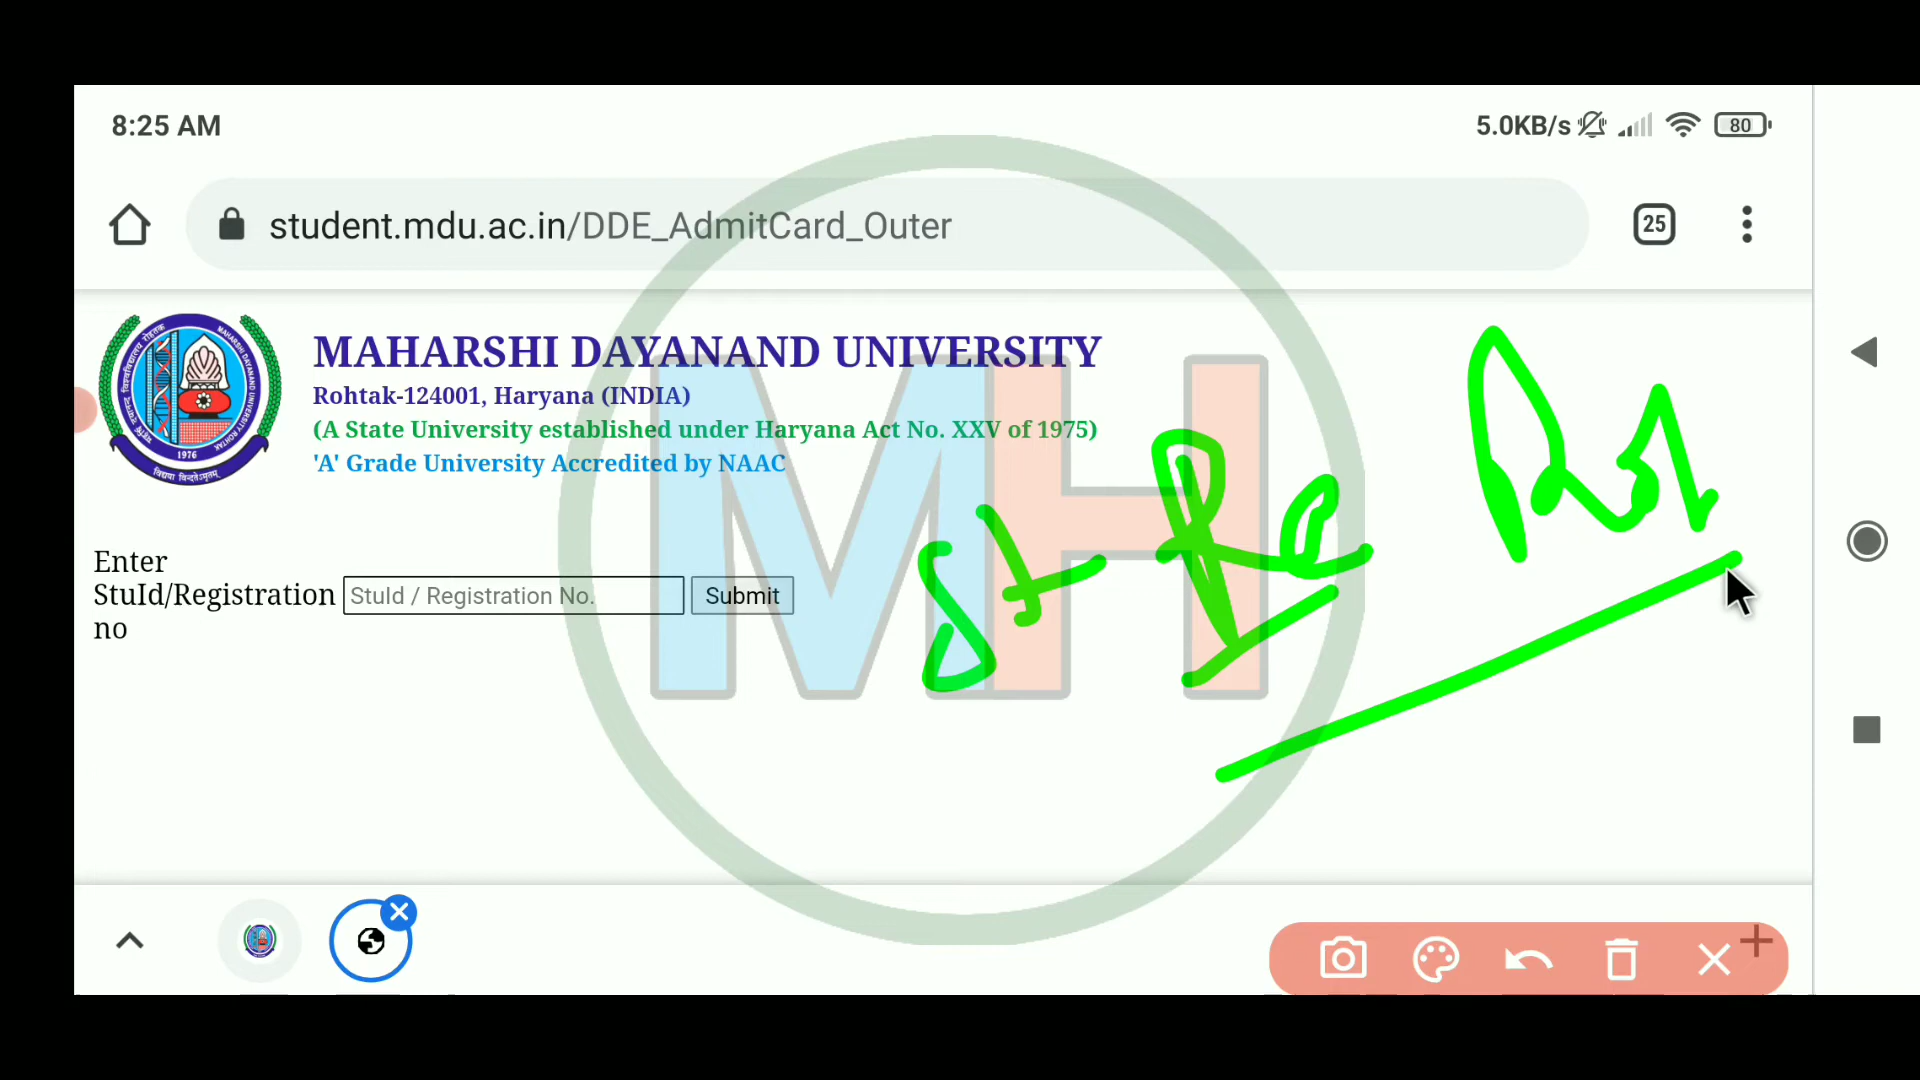 8:25 AM
5.0KB/s
80
student.mdu.ac.in/DDE_AdmitCard_Outer
25
MAHARSHI DAYANAND UNIVERSITY
Rohtak-124001, Haryana (INDIA)
(A State University established under Haryana Act No. XXV of 1975)
'A' Grade University Accredited by NAAC
1976
MH
Enter
StuId/Registration
no
StuId / Registration No.
Submit